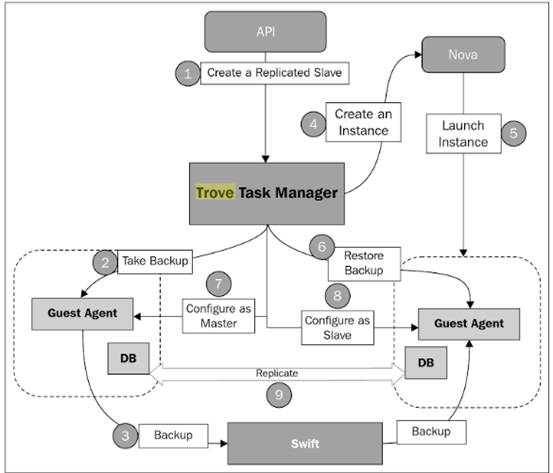 API
1
Create a Replicated Slave
Nova
4
Create an
Instance
Launch
Instance
5
Trove Task Manager
2
Take Backup
6
Restore
Backup
7
Configure as
Master
8
Configure as
Slave
Guest Agent
Guest Agent
DB
DB
Replicate
9
3
Backup
Swift
Backup